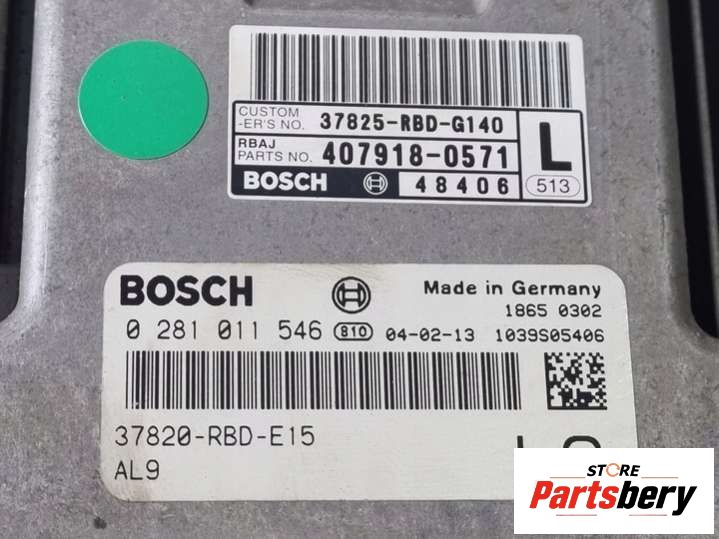 CUSTOM
-ER'S NO. 37825-RBD-G140
RBAJ
PARTS NO. 407918-0571
L
BOSCH 48406
513
BOSCH
Made in Germany
1865 0302
0 281 011 546 810 04-02-13 1039S05406
37820-RBD-E15
AL9
STORE
Partsbery